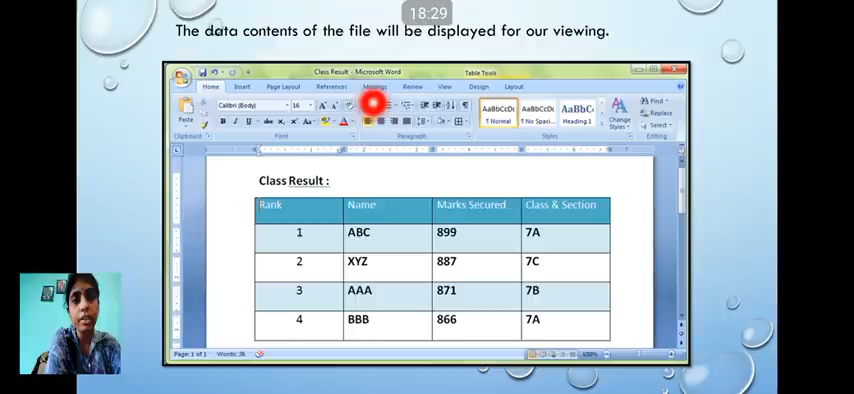 18:29
The data contents of the file will be displayed for our viewing.
Class Result - Microsoft Word
Table Tools
Home Insert Page Layout References Mailings Review View Design Layout
Calibri (Body) 16
Paste
AaBbCcDc AaBbCcDc AaBbC
¶ Normal ¶ No Spaci... Heading 1
Change Styles
Find
Replace
Select
Clipboard Font Paragraph Styles Editing
Class Result :
Rank Name Marks Secured Class & Section
1 ABC 899 7A
2 XYZ 887 7C
3 AAA 871 7B
4 BBB 866 7A
Page: 1 of 1 Words: 26 100%